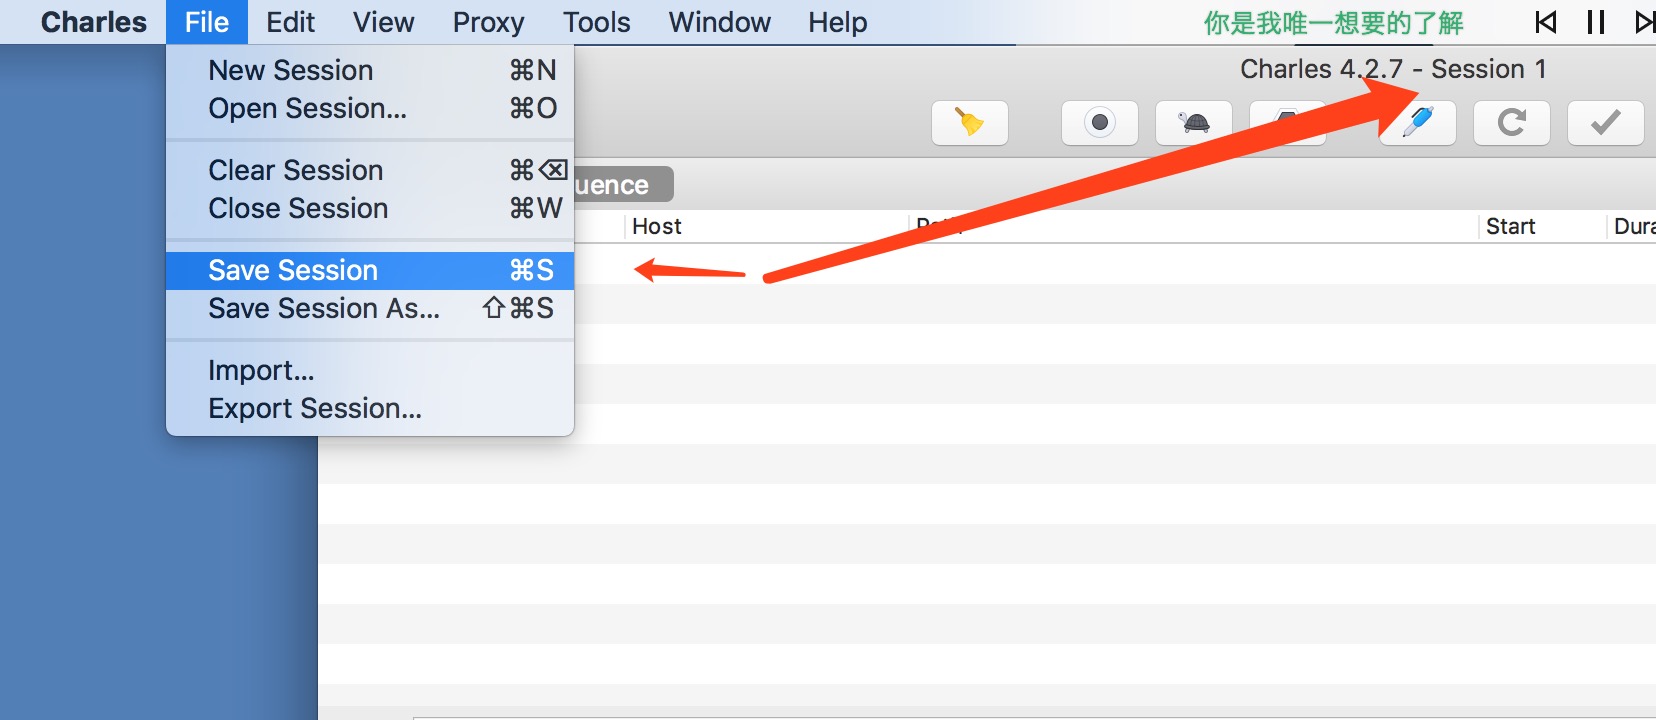 Charles File Edit View Proxy Tools Window Help 你是我唯一想要的了解
Charles 4.2.7 - Session 1
New Session ⌘N
Open Session... ⌘O
Clear Session ⌘⌫
Close Session ⌘W
Save Session ⌘S
Save Session As... ⇧⌘S
Import...
Export Session...
uence
Host Start Dura